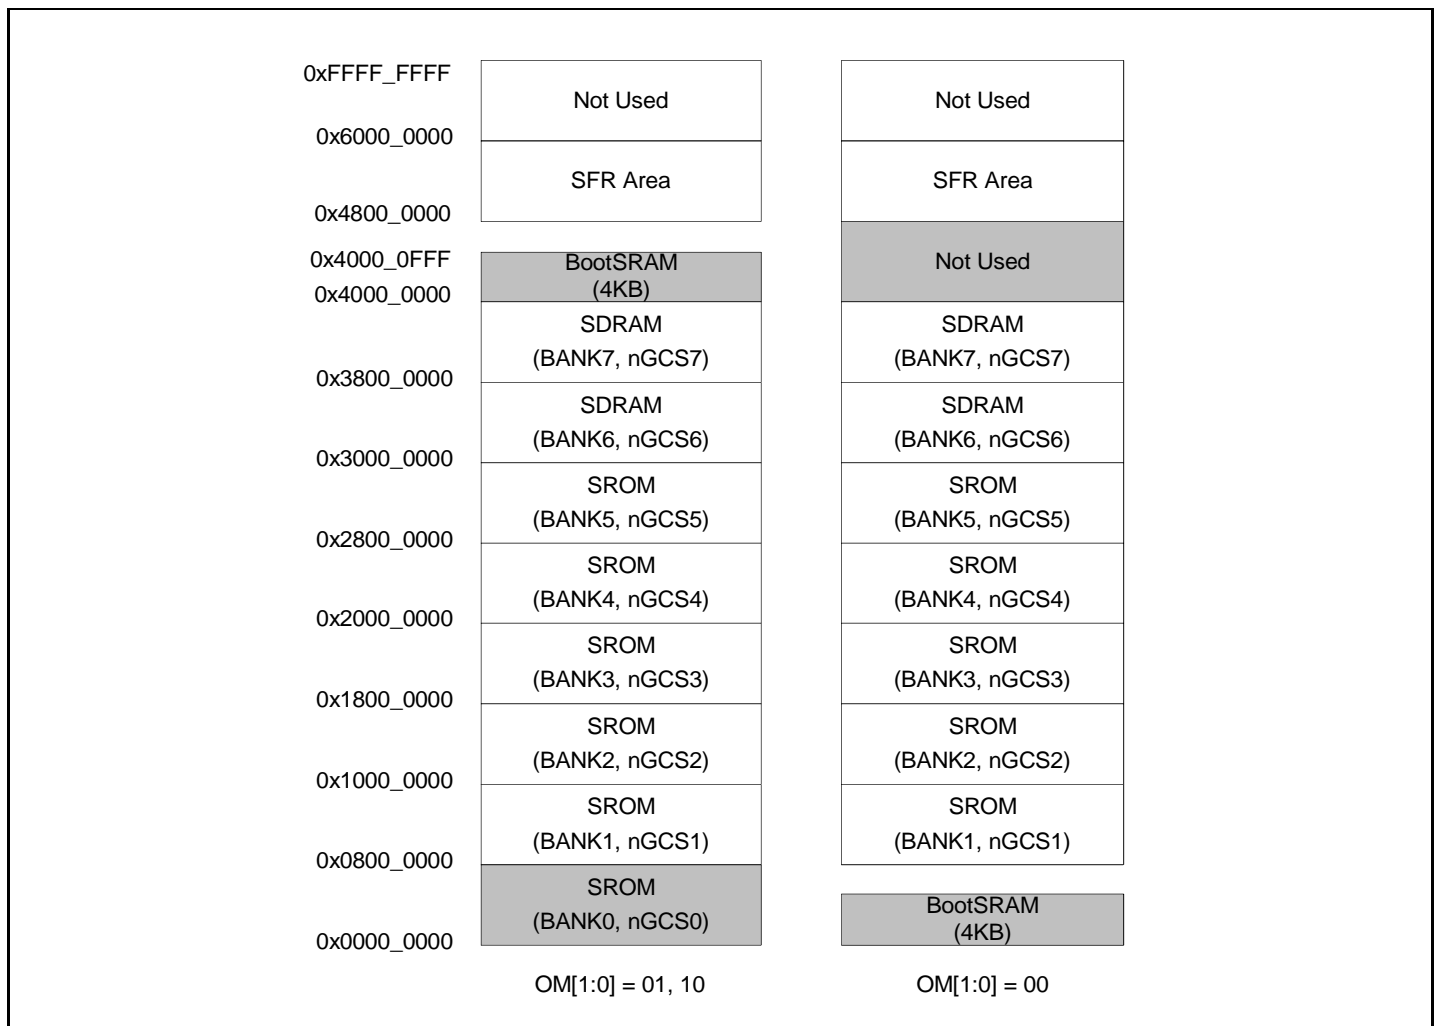 0xFFFF_FFFF
Not Used
Not Used
0x6000_0000
SFR Area
SFR Area
0x4800_0000
0x4000_0FFF
BootSRAM
(4KB)
Not Used
0x4000_0000
SDRAM
(BANK7, nGCS7)
SDRAM
(BANK7, nGCS7)
0x3800_0000
SDRAM
(BANK6, nGCS6)
SDRAM
(BANK6, nGCS6)
0x3000_0000
SROM
(BANK5, nGCS5)
SROM
(BANK5, nGCS5)
0x2800_0000
SROM
(BANK4, nGCS4)
SROM
(BANK4, nGCS4)
0x2000_0000
SROM
(BANK3, nGCS3)
SROM
(BANK3, nGCS3)
0x1800_0000
SROM
(BANK2, nGCS2)
SROM
(BANK2, nGCS2)
0x1000_0000
SROM
(BANK1, nGCS1)
SROM
(BANK1, nGCS1)
0x0800_0000
SROM
(BANK0, nGCS0)
BootSRAM
(4KB)
0x0000_0000
OM[1:0] = 01, 10
OM[1:0] = 00